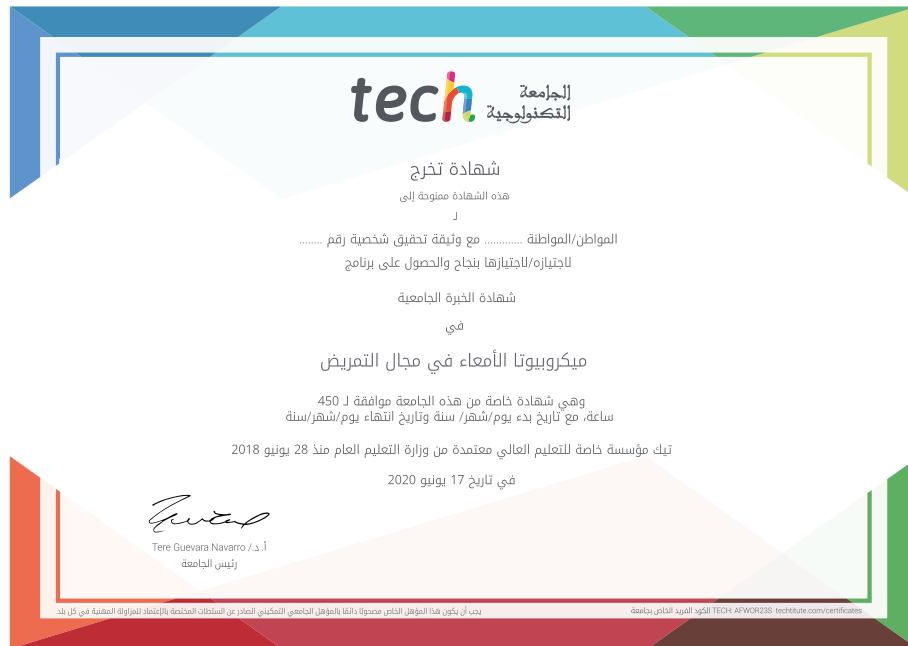 tech الجامعة
التكنولوجية
شهادة تخرج
هذه الشهادة ممنوحة إلى
لـ
المواطن/المواطنة ............ مع وثيقة تحقيق شخصية رقم ........
لاجتيازه/لاجتيازها بنجاح والحصول على برنامج
شهادة الخبرة الجامعية
في
ميكروبيوتا الأمعاء في مجال التمريض
وهي شهادة خاصة من هذه الجامعة موافقة لـ 450
ساعة، مع تاريخ بدء يوم/شهر/ سنة وتاريخ انتهاء يوم/شهر/سنة
تيك مؤسسة خاصة للتعليم العالي معتمدة من وزارة التعليم العام منذ 28 يونيو 2018
في تاريخ 17 يونيو 2020
أ. د./ Tere Guevara Navarro
رئيس الجامعة
يجب أن يكون هذا المؤهل الخاص مصحوبًا دائمًا بالمؤهل الجامعي التمكيني الصادر عن السلطات المختصة بالإعتماد للمزاولة المهنية في كل بلد.
الكود الفريد الخاص بجامعة TECH: AFWOR23S techtitute.com/certificates